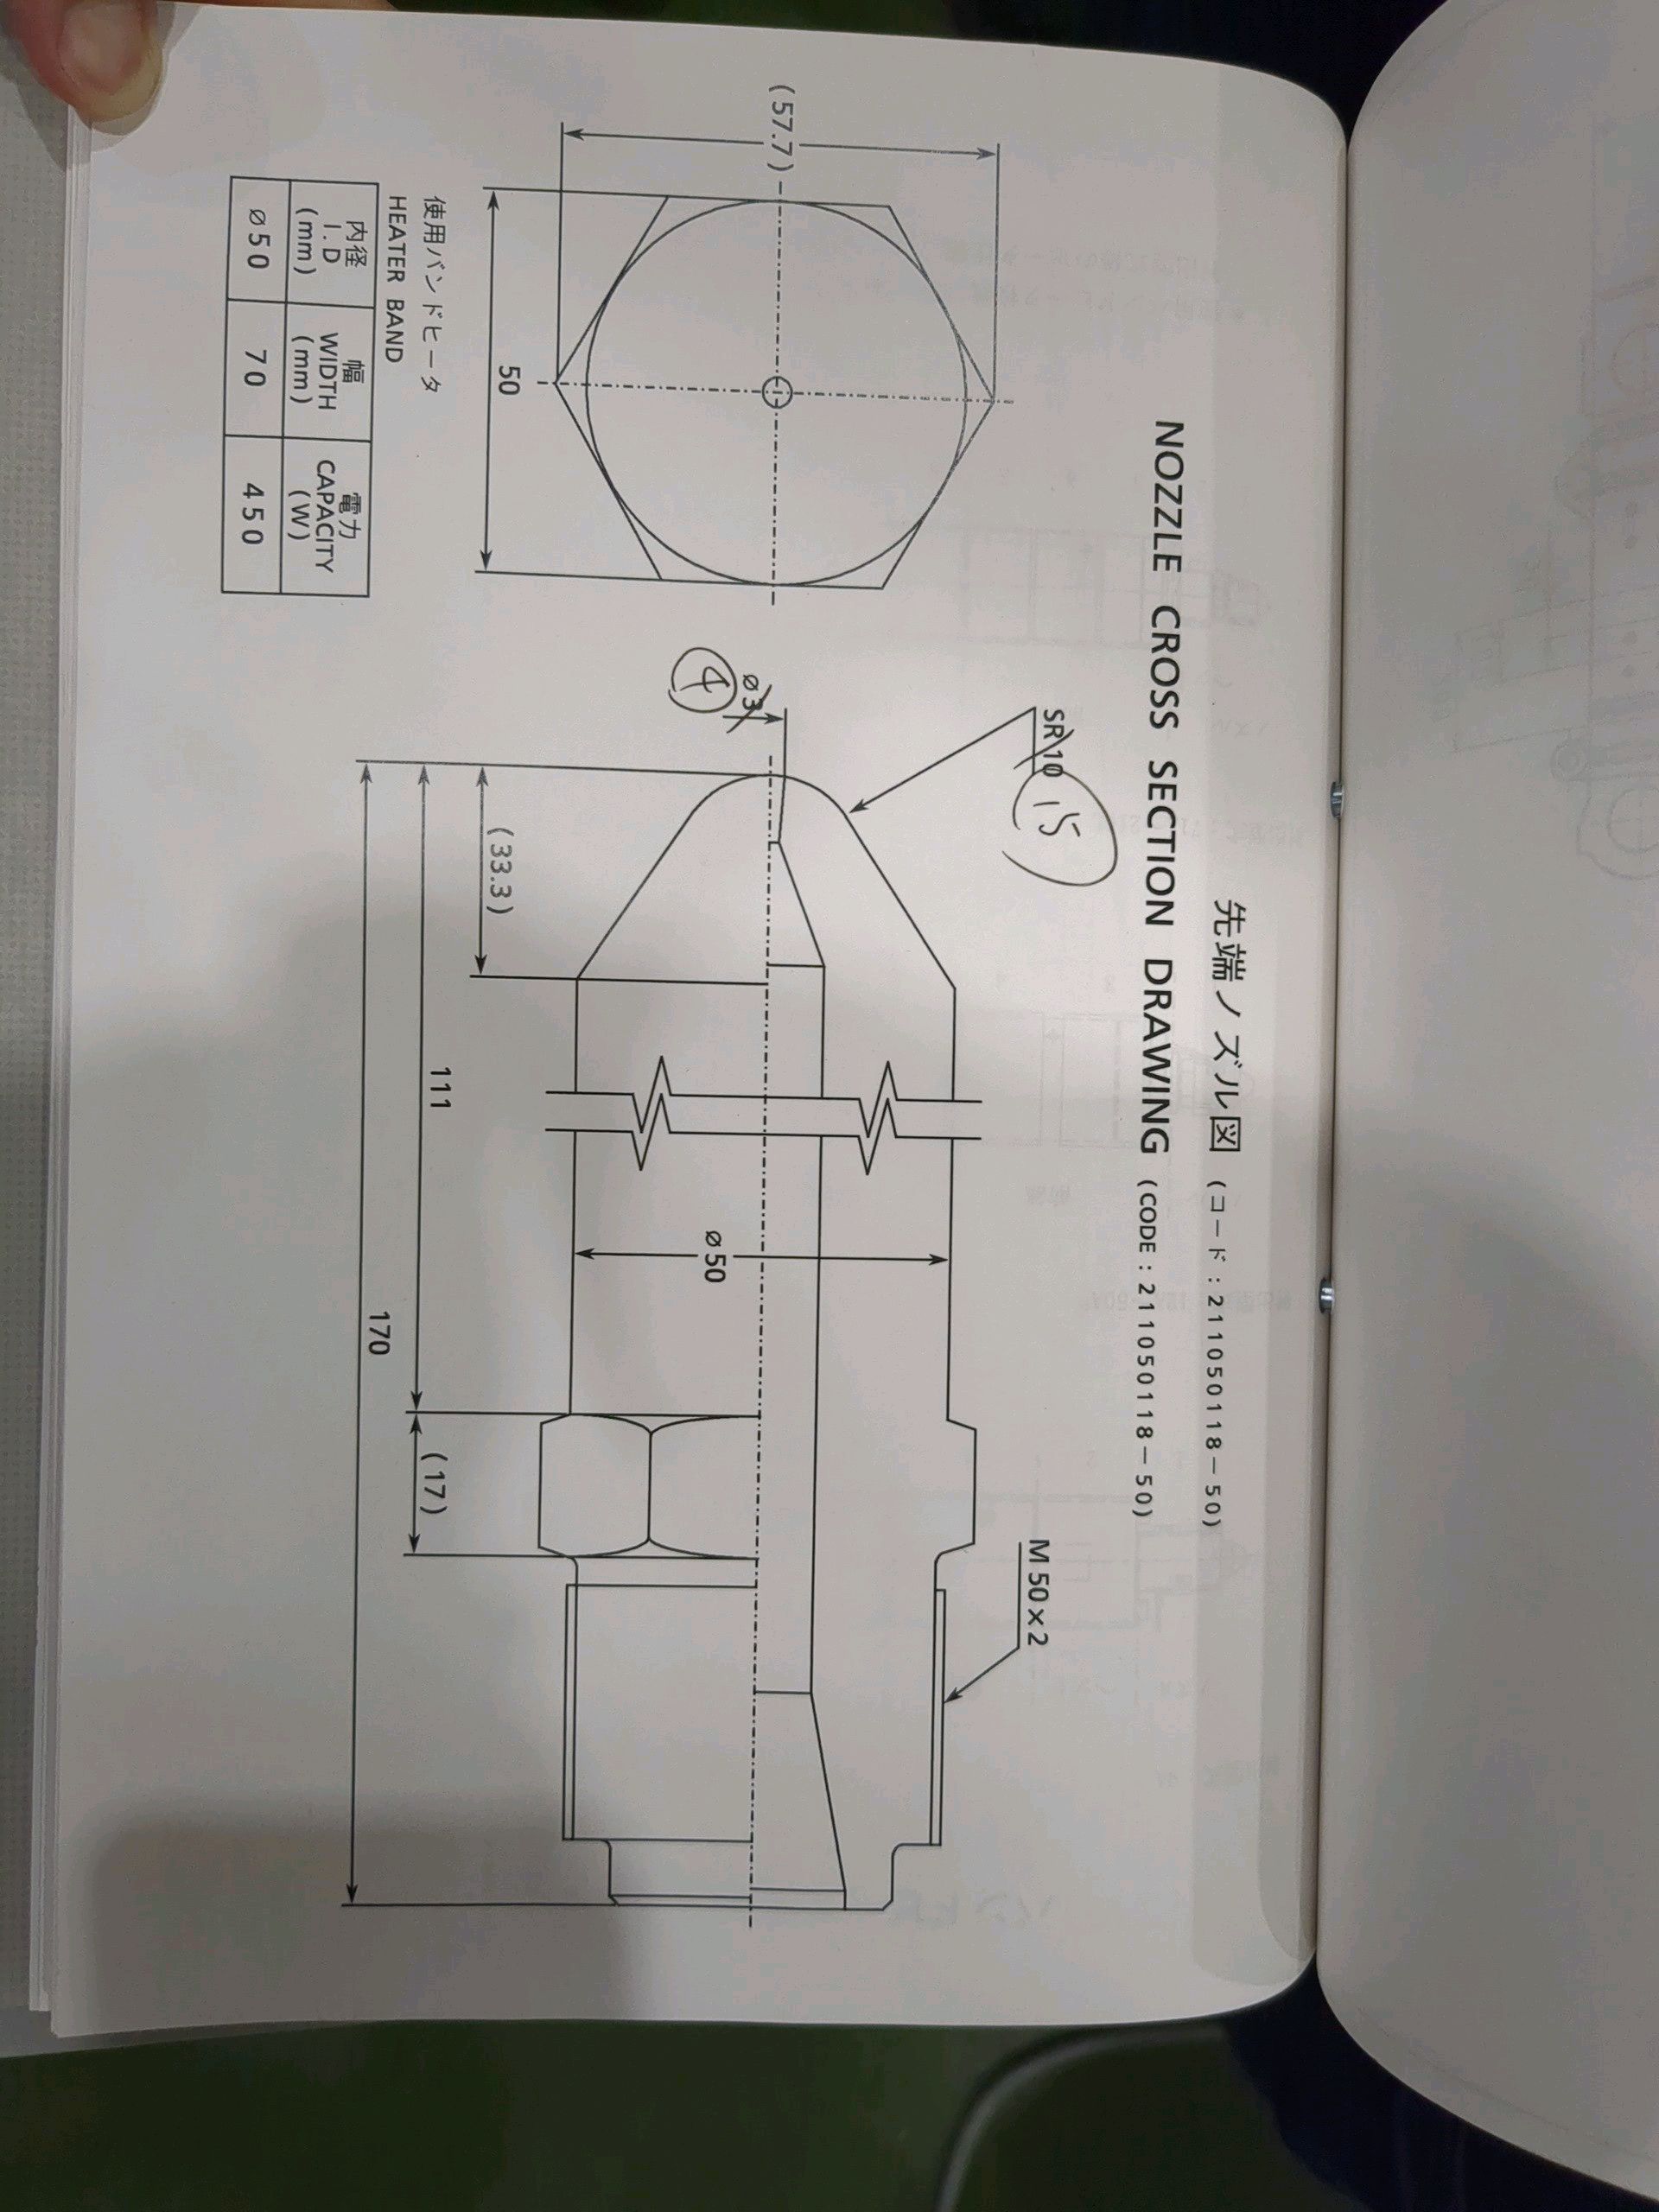 先端ノズル図 (コード:211050118-50)
NOZZLE CROSS SECTION DRAWING (CODE:211050118-50)
(57.7)
50
SR10
15
ø3
4
M50×2
ø50
(33.3)
111
(17)
170
使用バンドヒータ
HEATER BAND
内径 幅 電力
I.D WIDTH CAPACITY
(mm) (mm) (W)
ø50 70 450